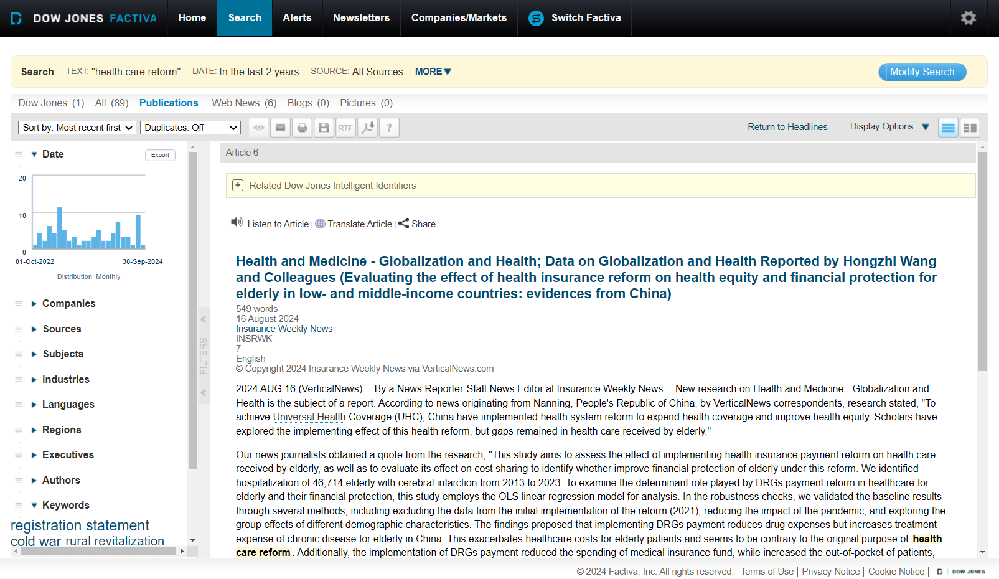 DOW JONES FACTIVA Home Search Alerts Newsletters Companies/Markets Switch Factiva
Search TEXT: "health care reform" DATE: In the last 2 years SOURCE: All Sources MORE Modify Search
Dow Jones (1) All (89) Publications Web News (6) Blogs (0) Pictures (0)
Sort by: Most recent first Duplicates: Off RTF ? Return to Headlines Display Options
Date Export
20
10
0
01-Oct-2022 30-Sep-2024
Distribution: Monthly
Companies
Sources
Subjects
Industries
Languages
Regions
Executives
Authors
Keywords
registration statement
cold war rural revitalization
FILTERS
Article 6
Related Dow Jones Intelligent Identifiers
Listen to Article | Translate Article | Share
Health and Medicine - Globalization and Health; Data on Globalization and Health Reported by Hongzhi Wang
and Colleagues (Evaluating the effect of health insurance reform on health equity and financial protection for
elderly in low- and middle-income countries: evidences from China)
549 words
16 August 2024
Insurance Weekly News
INSRWK
7
English
© Copyright 2024 Insurance Weekly News via VerticalNews.com
2024 AUG 16 (VerticalNews) -- By a News Reporter-Staff News Editor at Insurance Weekly News -- New research on Health and Medicine - Globalization and
Health is the subject of a report. According to news originating from Nanning, People's Republic of China, by VerticalNews correspondents, research stated, "To
achieve Universal Health Coverage (UHC), China have implemented health system reform to expend health coverage and improve health equity. Scholars have
explored the implementing effect of this health reform, but gaps remained in health care received by elderly."
Our news journalists obtained a quote from the research, "This study aims to assess the effect of implementing health insurance payment reform on health care
received by elderly, as well as to evaluate its effect on cost sharing to identify whether improve financial protection of elderly under this reform. We identified
hospitalization of 46,714 elderly with cerebral infarction from 2013 to 2023. To examine the determinant role played by DRGs payment reform in healthcare for
elderly and their financial protection, this study employs the OLS linear regression model for analysis. In the robustness checks, we validated the baseline results
through several methods, including excluding the data from the initial implementation of the reform (2021), reducing the impact of the pandemic, and exploring the
group effects of different demographic characteristics. The findings proposed that implementing DRGs payment reduces drug expenses but increases treatment
expense of chronic disease for elderly in China. This exacerbates healthcare costs for elderly patients and seems to be contrary to the original purpose of health
care reform. Additionally, the implementation of DRGs payment reduced the spending of medical insurance fund, while increased the out-of-pocket of patients,
© 2024 Factiva, Inc. All rights reserved. Terms of Use | Privacy Notice | Cookie Notice | DOW JONES